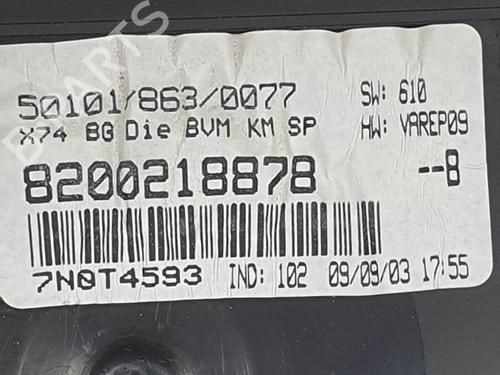 PARTS
50101/863/0077 SW: 610
X74 BG Die BVM KM SP HW: VAREP09
8200218878 --B
7N0T4593 IND: 102 09/09/03 17:55